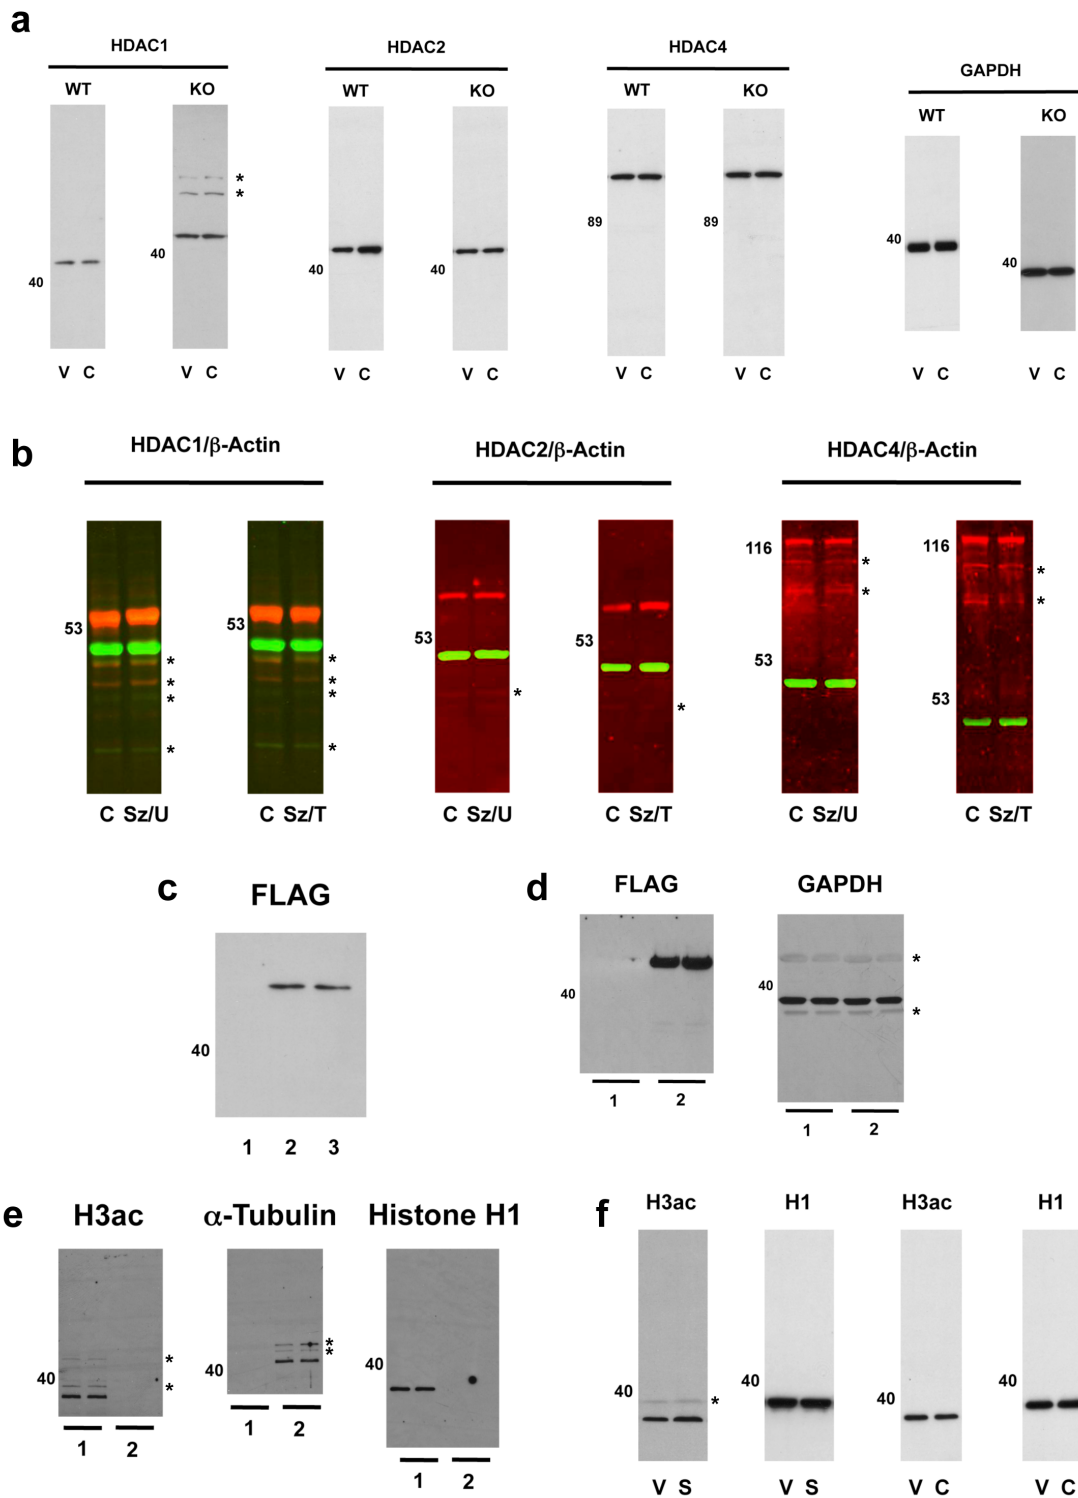 a
HDAC1
HDAC2
HDAC4
GAPDH
WT KO
WT KO
WT KO
WT KO
*
*
40
40
40
40
89
89
40
40
V C
V C
V C
V C
V C
V C
V C
V C
b
HDAC1/β-Actin
HDAC2/β-Actin
HDAC4/β-Actin
53
*
*
*
*
53
*
*
*
*
53
*
53
*
116
53
*
*
116
53
*
*
C Sz/U
C Sz/T
C Sz/U
C Sz/T
C Sz/U
C Sz/T
c
FLAG
40
1 2 3
d
FLAG
GAPDH
40
40
*
*
1 2
1 2
e
H3ac
α-Tubulin
Histone H1
40
*
*
40
*
*
40
1 2
1 2
1 2
f
H3ac
H1
H3ac
H1
40
*
40
40
40
V S
V S
V C
V C